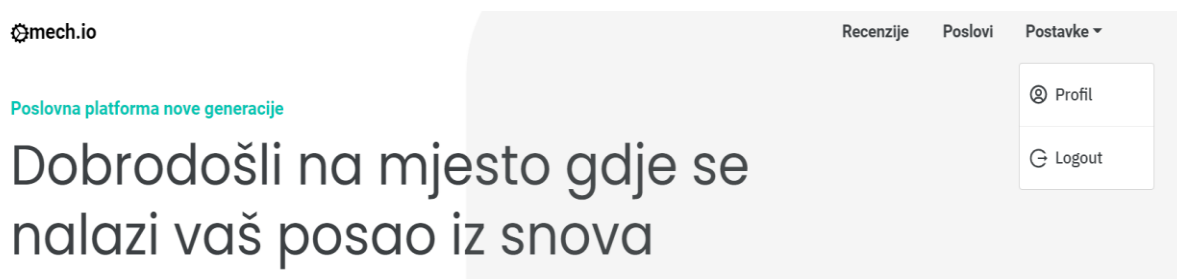 mech.io
Recenzije Poslovi Postavke
Profil
Logout
Poslovna platforma nove generacije
Dobrodošli na mjesto gdje se
nalazi vaš posao iz snova